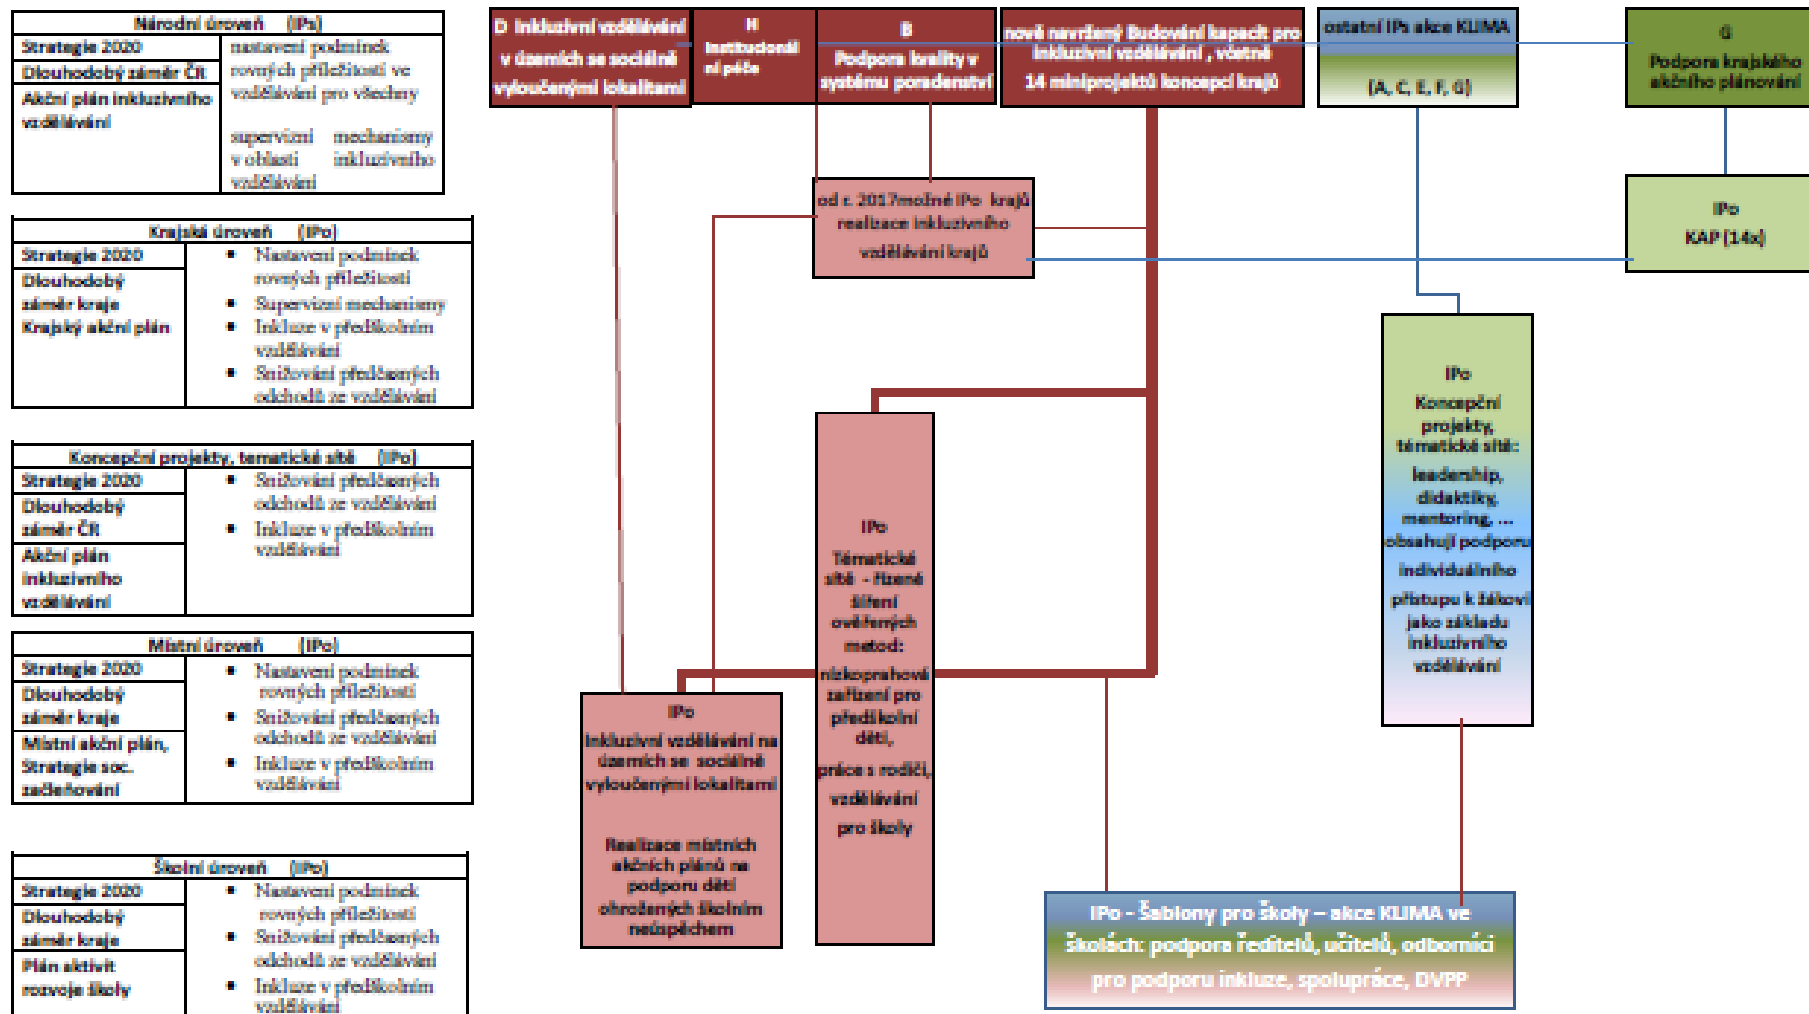 Národní úroveň (IPs)
Strategie 2020
Dlouhodobý záměr ČR
Akční plán inkluzivního
vzdělávání
nastavení podmínek
rovných příležitostí ve
vzdělávání pro všechny
supervizní mechanismy
v oblasti inkluzivního
vzdělávání
Krajská úroveň (IPo)
Strategie 2020
Dlouhodobý
záměr kraje
Krajský akční plán
• Nastavení podmínek
rovných příležitostí
• Supervizní mechanismy
• Inkluze v předškolním
vzdělávání
• Snižování předčasných
odchodů ze vzdělávání
Koncepční projekty, tematické sítě (IPo)
Strategie 2020
Dlouhodobý
záměr ČR
Akční plán
inkluzivního
vzdělávání
• Snižování předčasných
odchodů ze vzdělávání
• Inkluze v předškolním
vzdělávání
Místní úroveň (IPo)
Strategie 2020
Dlouhodobý
záměr kraje
Místní akční plán,
Strategie soc.
začleňování
• Nastavení podmínek
rovných příležitostí
• Snižování předčasných
odchodů ze vzdělávání
• Inkluze v předškolním
vzdělávání
Školní úroveň (IPo)
Strategie 2020
Dlouhodobý
záměr kraje
Plán aktivit
rozvoje školy
• Nastavení podmínek
rovných příležitostí
• Snižování předčasných
odchodů ze vzdělávání
• Inkluze v předškolním
vzdělávání
D Inkluzivní vzdělávání
v územích se sociálně
vyloučenými lokalitami
H
Institucionál
ní péče
B
Podpora kvality v
systému poradenství
nově navržený Budování kapacit pro
inkluzivní vzdělávání , včetně
14 miniprojektů koncepcí krajů
ostatní IPs akce KLIMA
(A, C, E, F, G)
G
Podpora krajského
akčního plánování
od r. 2017možné IPo krajů
realizace inkluzivního
vzdělávání krajů
IPo
KAP (14x)
IPo
Koncepční
projekty,
tématické sítě:
leadership,
didaktiky,
mentoring, ...
obsahují podporu
individuálního
přístupu k žákovi
jako základu
inkluzivního
vzdělávání
IPo
Tématické
sítě - řízené
šíření
ověřených
metod:
nízkoprahová
zařízení pro
předškolní
děti,
práce s rodiči,
vzdělávání
pro školy
IPo
Inkluzivní vzdělávání na
územích se sociálně
vyloučenými lokalitami
Realizace místních
akčních plánů na
podporu dětí
ohrožených školním
neúspěchem
IPo - Šablony pro školy – akce KLIMA ve
školách: podpora ředitelů, učitelů, odborníci
pro podporu inkluze, spolupráce, DVPP